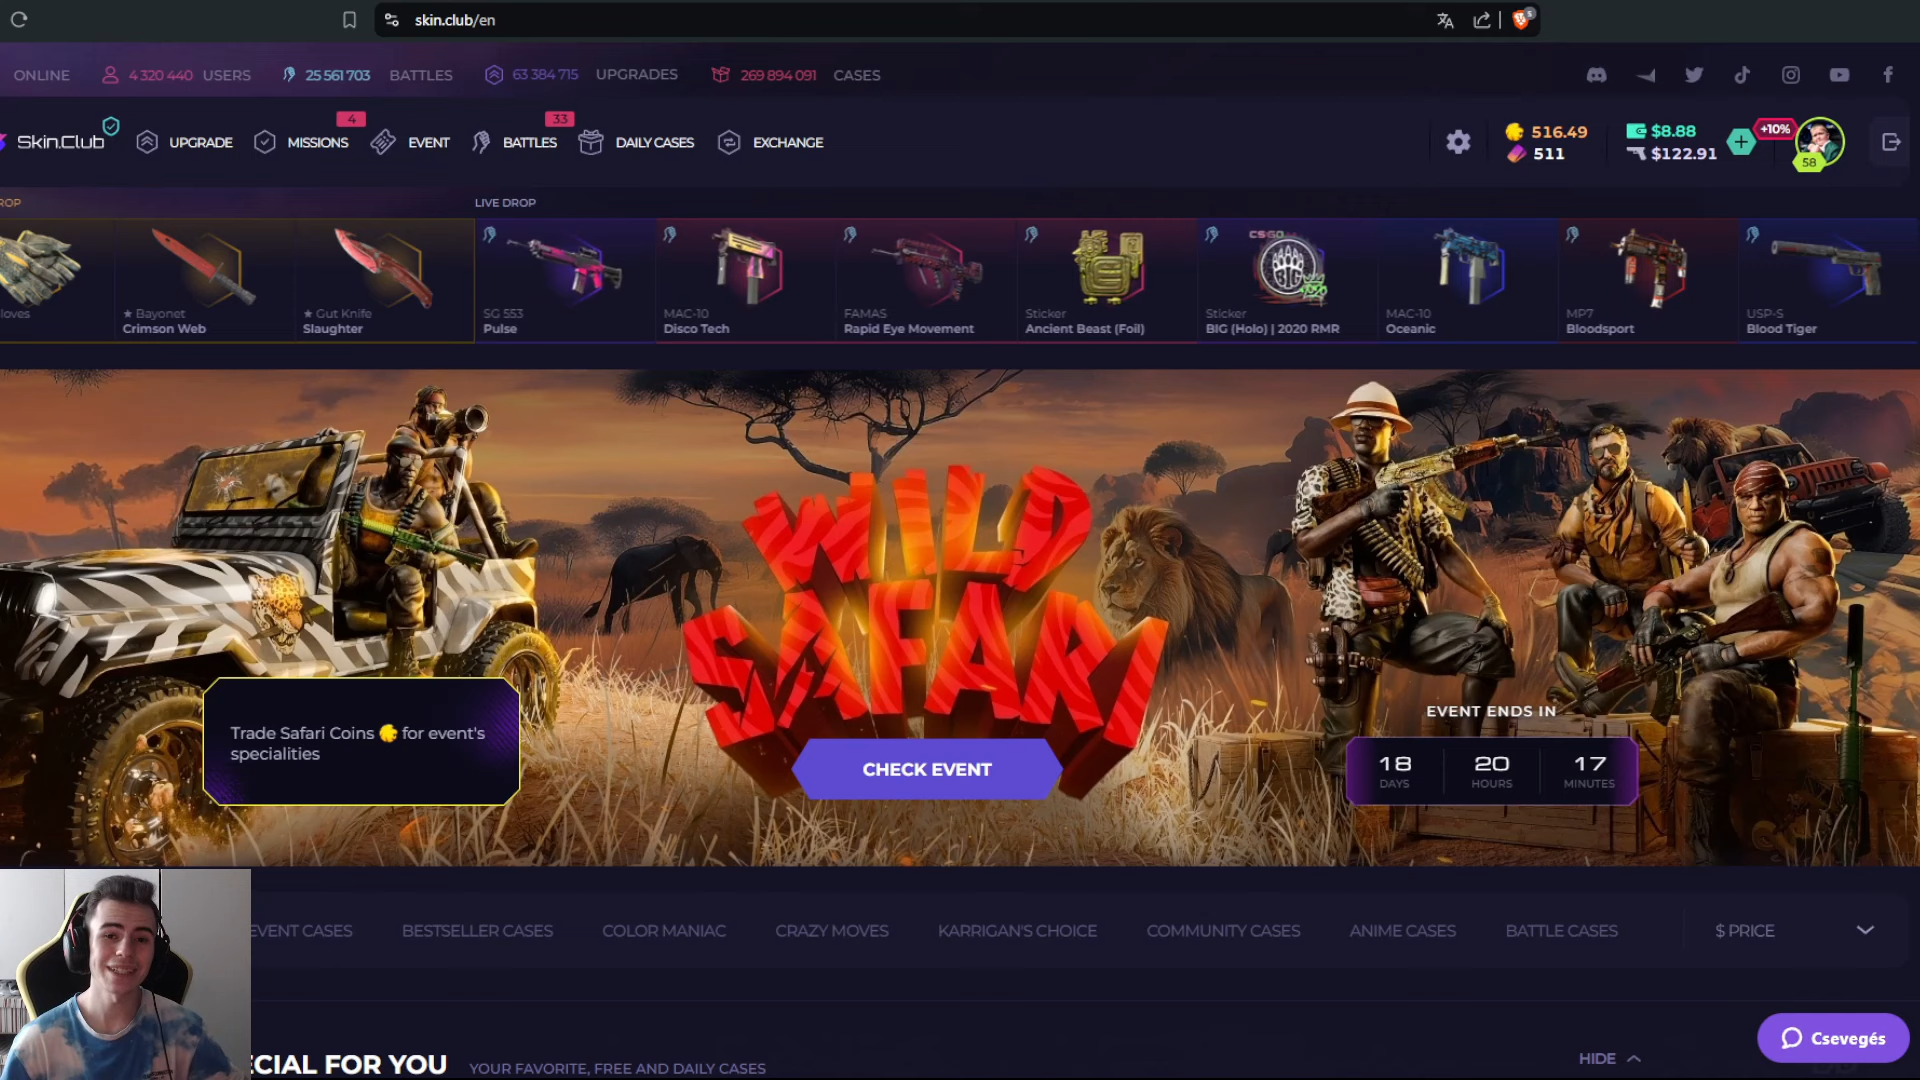 skin.club/en
ONLINE 4 320 440 USERS 25 561 703 BATTLES 63 384 715 UPGRADES 269 894 091 CASES
Skin.Club UPGRADE 4 MISSIONS EVENT 33 BATTLES DAILY CASES EXCHANGE
516.49
511
$8.88
$122.91
+10%
58
ROP
LIVE DROP
loves
★ Bayonet
Crimson Web
★ Gut Knife
Slaughter
SG 553
Pulse
MAC-10
Disco Tech
FAMAS
Rapid Eye Movement
Sticker
Ancient Beast (Foil)
CSGO
Sticker
BIG (Holo) | 2020 RMR
MAC-10
Oceanic
MP7
Bloodsport
USP-S
Blood Tiger
WILD
SAFARI
Trade Safari Coins for event's
specialities
CHECK EVENT
EVENT ENDS IN
18 20 17
DAYS HOURS MINUTES
EVENT CASES BESTSELLER CASES COLOR MANIAC CRAZY MOVES KARRIGAN'S CHOICE COMMUNITY CASES ANIME CASES BATTLE CASES $ PRICE
ECIAL FOR YOU YOUR FAVORITE, FREE AND DAILY CASES
HIDE
Csevegés